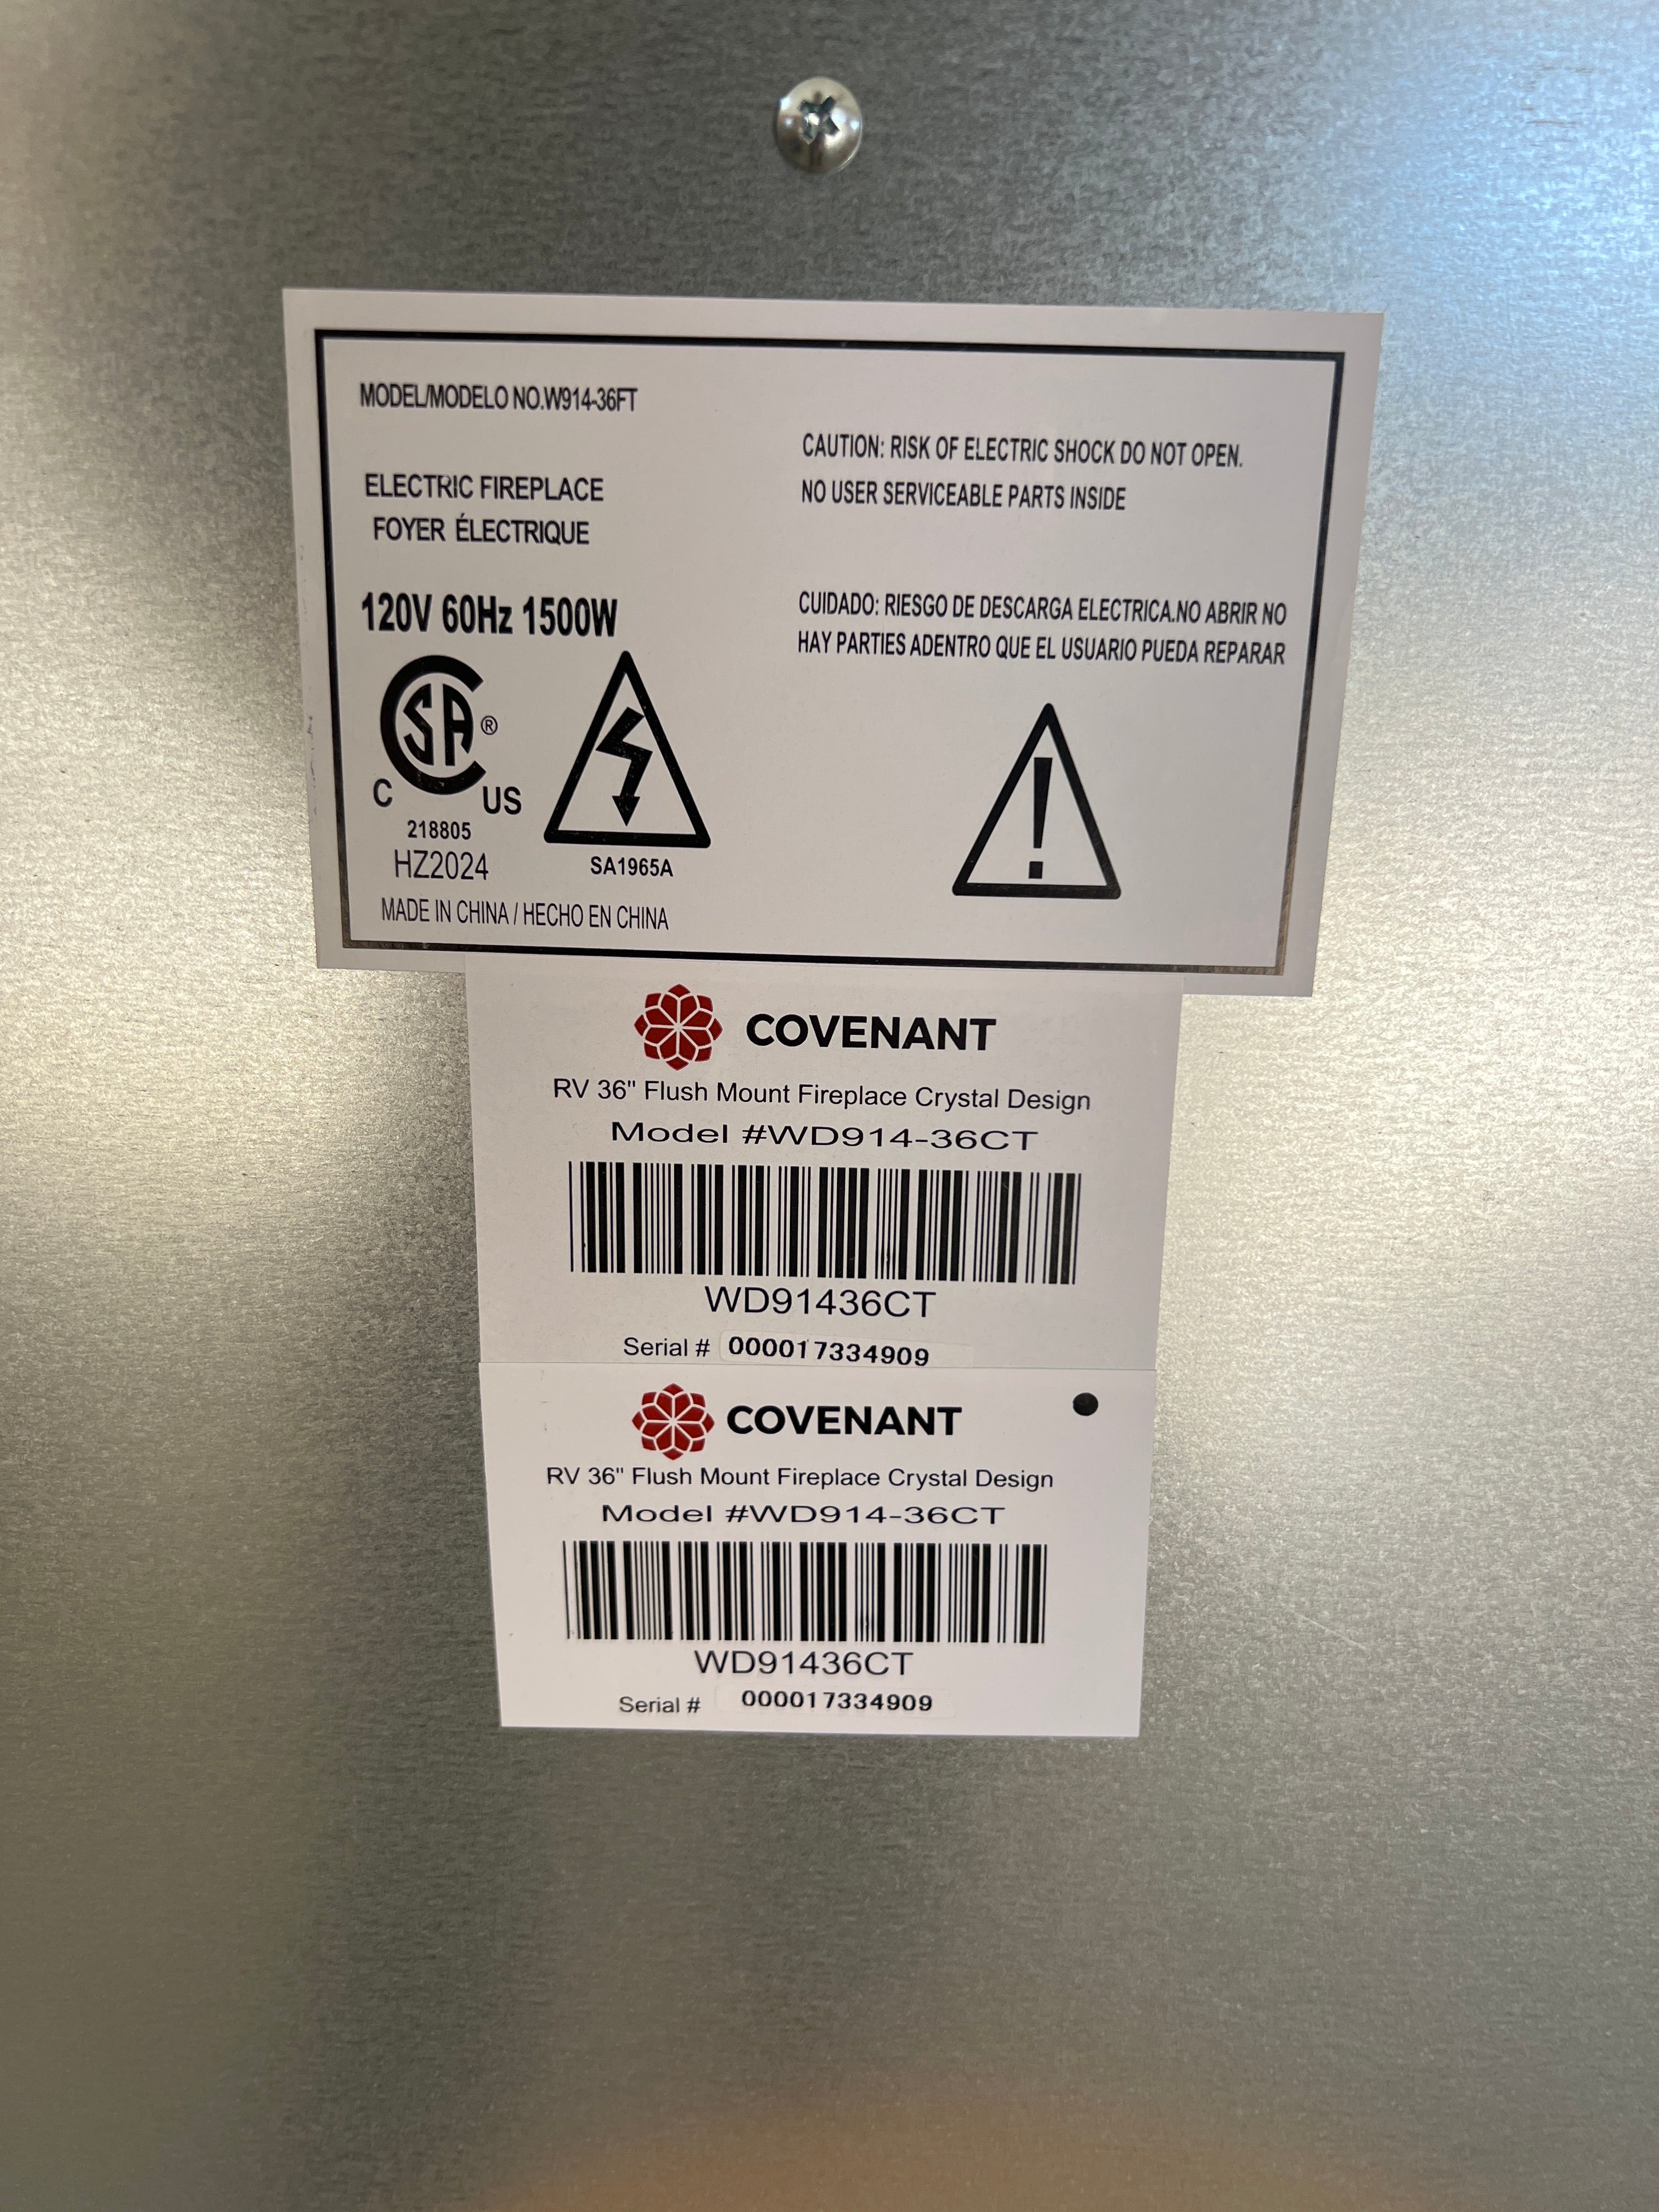 MODEL/MODELO NO.W914-36FT
ELECTRIC FIREPLACE
FOYER ÉLECTRIQUE
120V 60Hz 1500W
CSA®
C US
218805
HZ2024
SA1965A
MADE IN CHINA / HECHO EN CHINA
CAUTION: RISK OF ELECTRIC SHOCK DO NOT OPEN.
NO USER SERVICEABLE PARTS INSIDE
CUIDADO: RIESGO DE DESCARGA ELECTRICA.NO ABRIR NO
HAY PARTIES ADENTRO QUE EL USUARIO PUEDA REPARAR
COVENANT
RV 36" Flush Mount Fireplace Crystal Design
Model #WD914-36CT
WD91436CT
Serial # 000017334909
COVENANT
RV 36" Flush Mount Fireplace Crystal Design
Model #WD914-36CT
WD91436CT
Serial # 000017334909